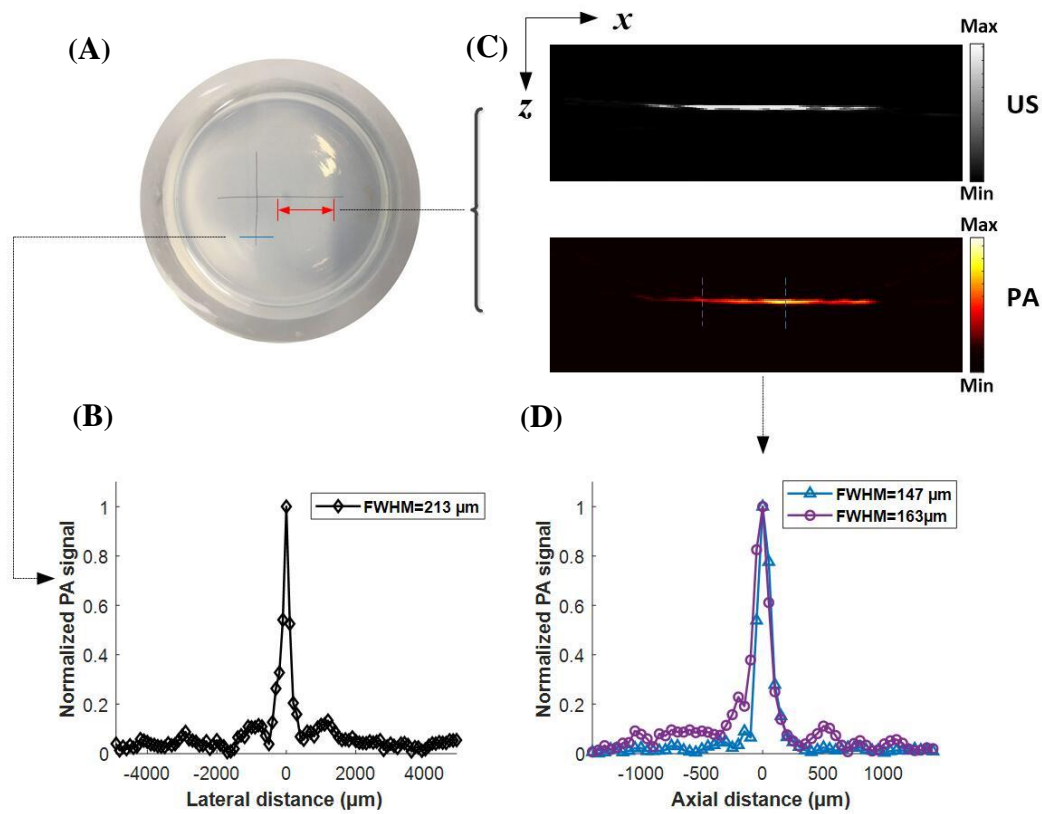 (A)
(C)
x
z
Max
US
Min
Max
PA
Min
(B)
(D)
FWHM=213 µm
1
0.8
0.6
0.4
0.2
0
Normalized PA signal
-4000
-2000
0
2000
4000
Lateral distance (µm)
FWHM=147 µm
FWHM=163µm
1
0.8
0.6
0.4
0.2
0
Normalized PA signal
-1000
-500
0
500
1000
Axial distance (µm)